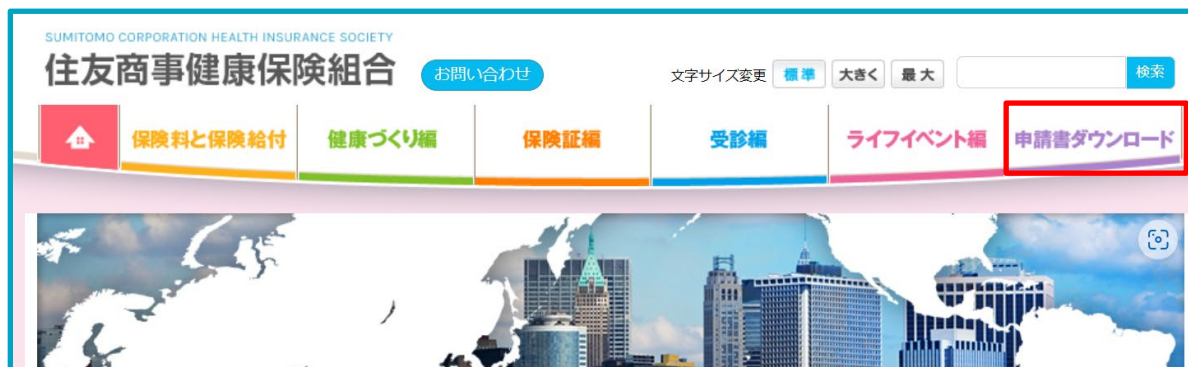 SUMITOMO CORPORATION HEALTH INSURANCE SOCIETY
住友商事健康保険組合
お問い合わせ
文字サイズ変更 標準 大きく 最大
検索
保険料と保険給付 健康づくり編 保険証編 受診編 ライフイベント編 申請書ダウンロード